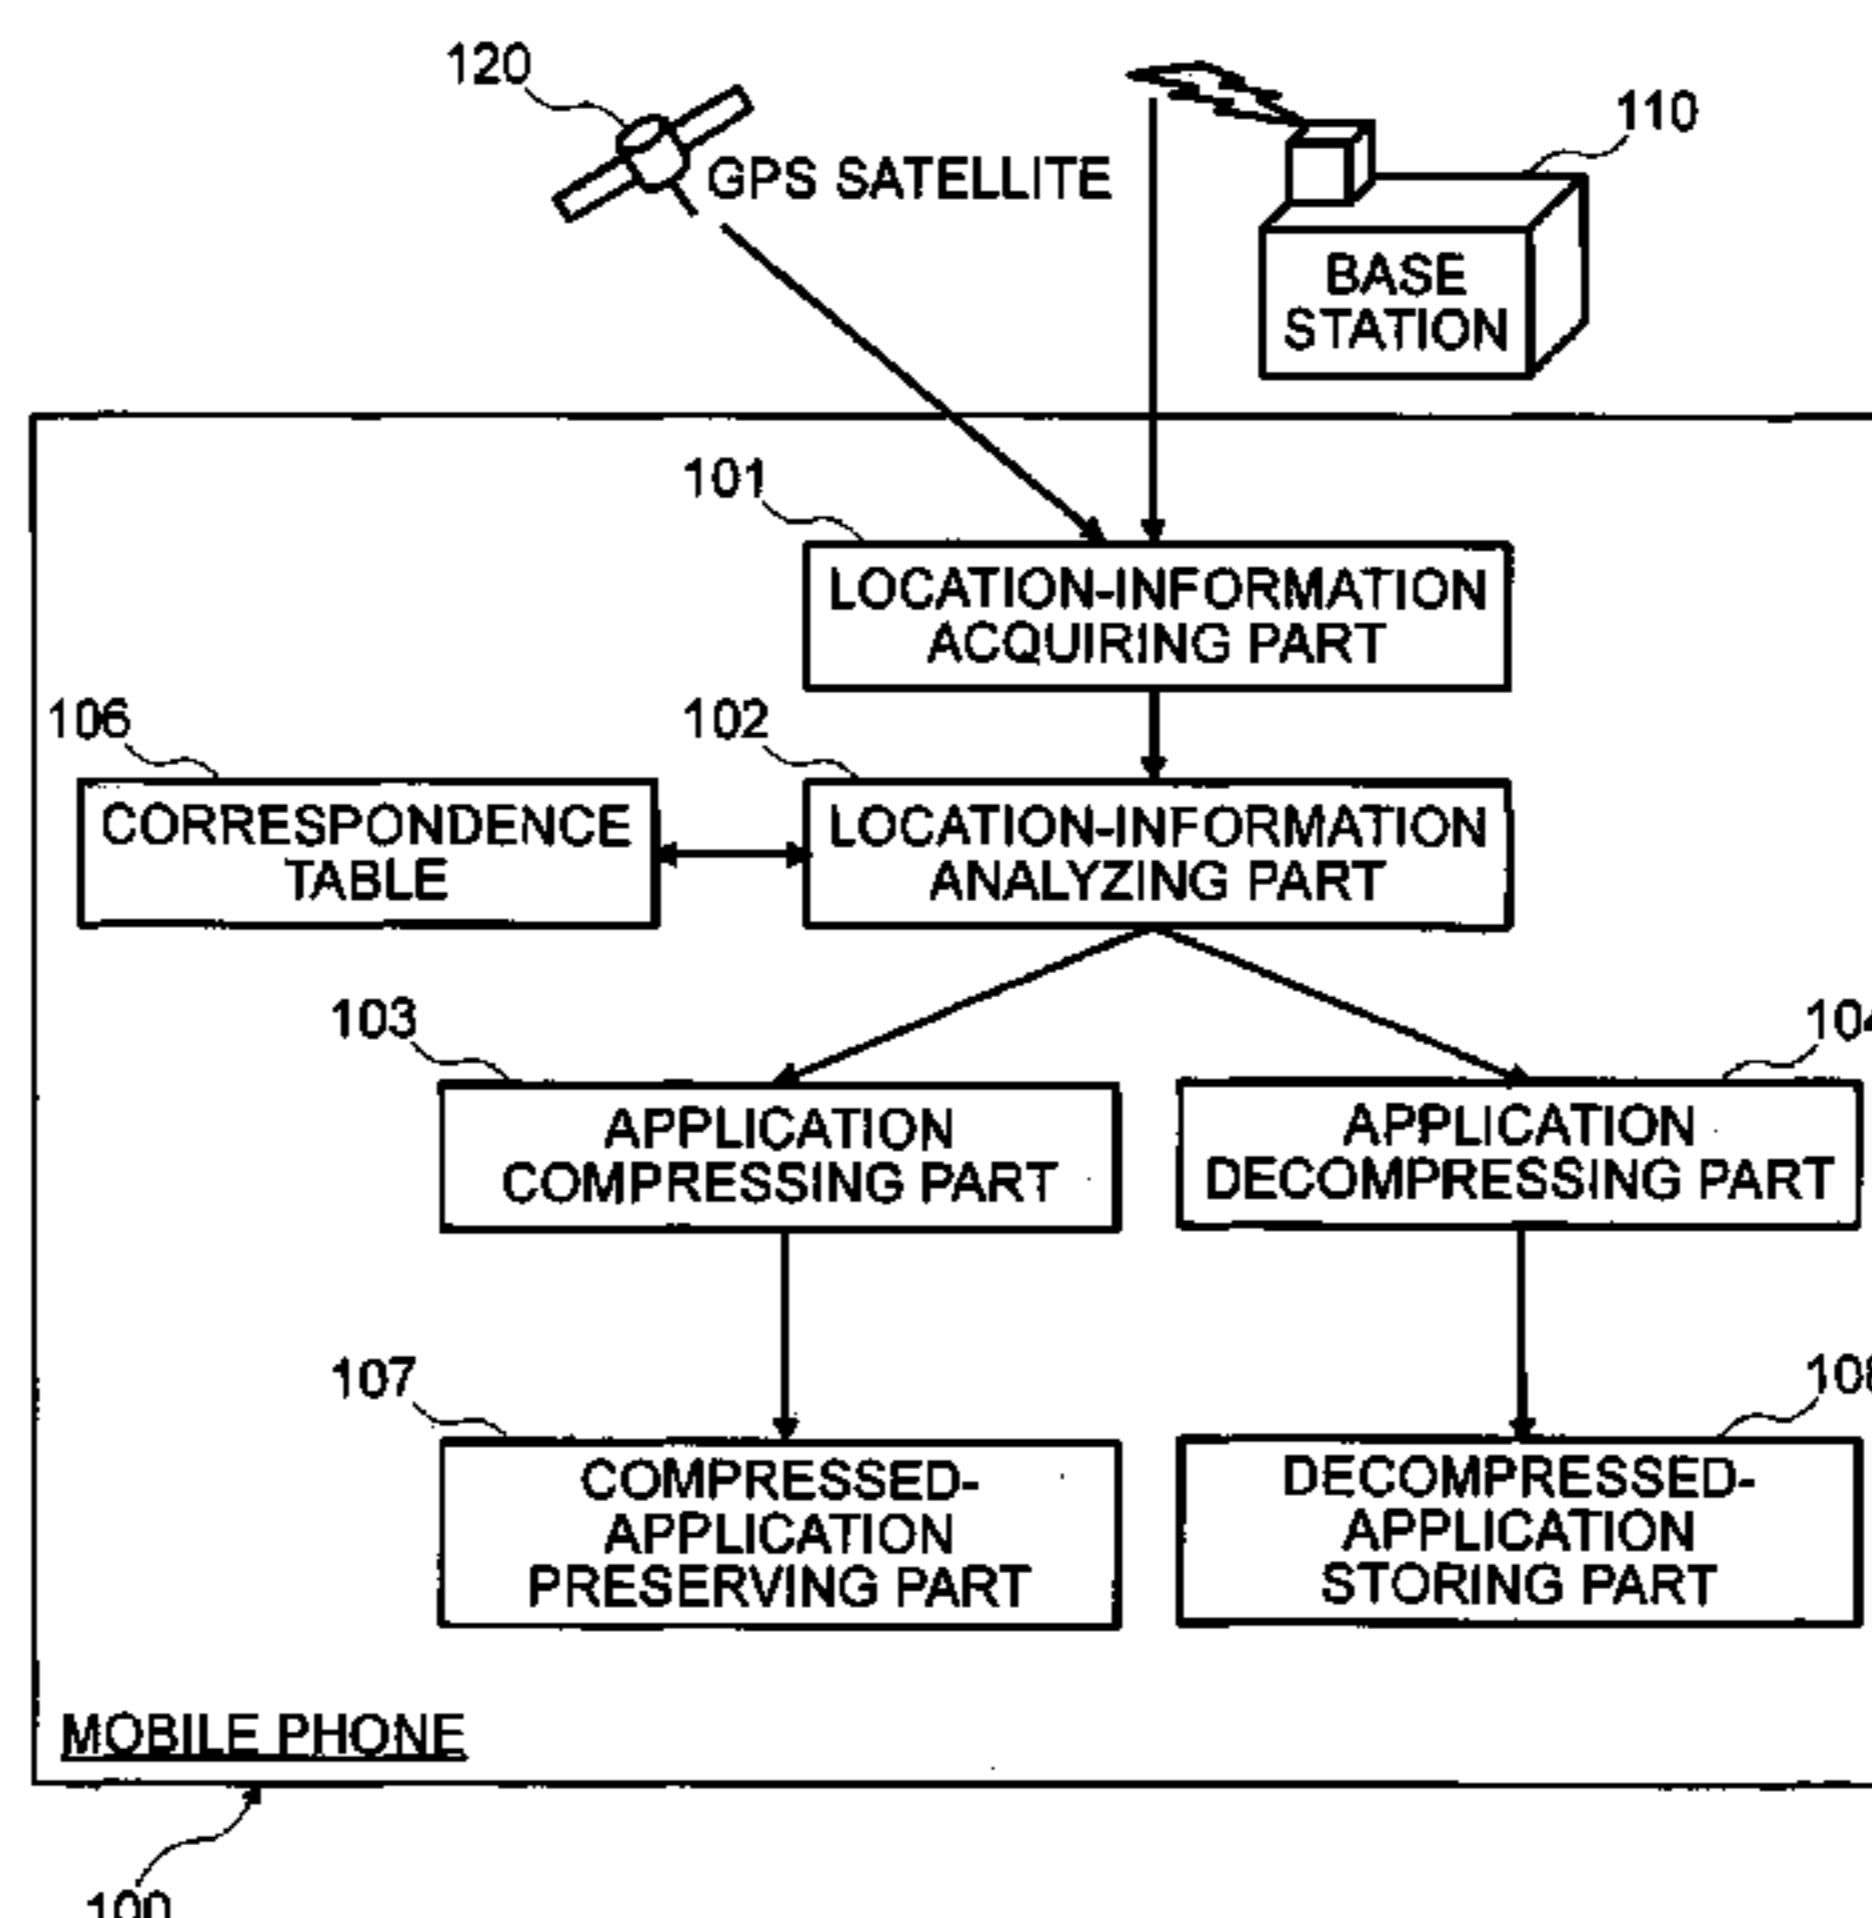 120
110
GPS SATELLITE
BASE
STATION
101
LOCATION-INFORMATION
ACQUIRING PART
106
102
CORRESPONDENCE
TABLE
LOCATION-INFORMATION
ANALYZING PART
103
104
APPLICATION
COMPRESSING PART
APPLICATION
DECOMPRESSING PART
107
108
COMPRESSED-
APPLICATION
PRESERVING PART
DECOMPRESSED-
APPLICATION
STORING PART
MOBILE PHONE
100